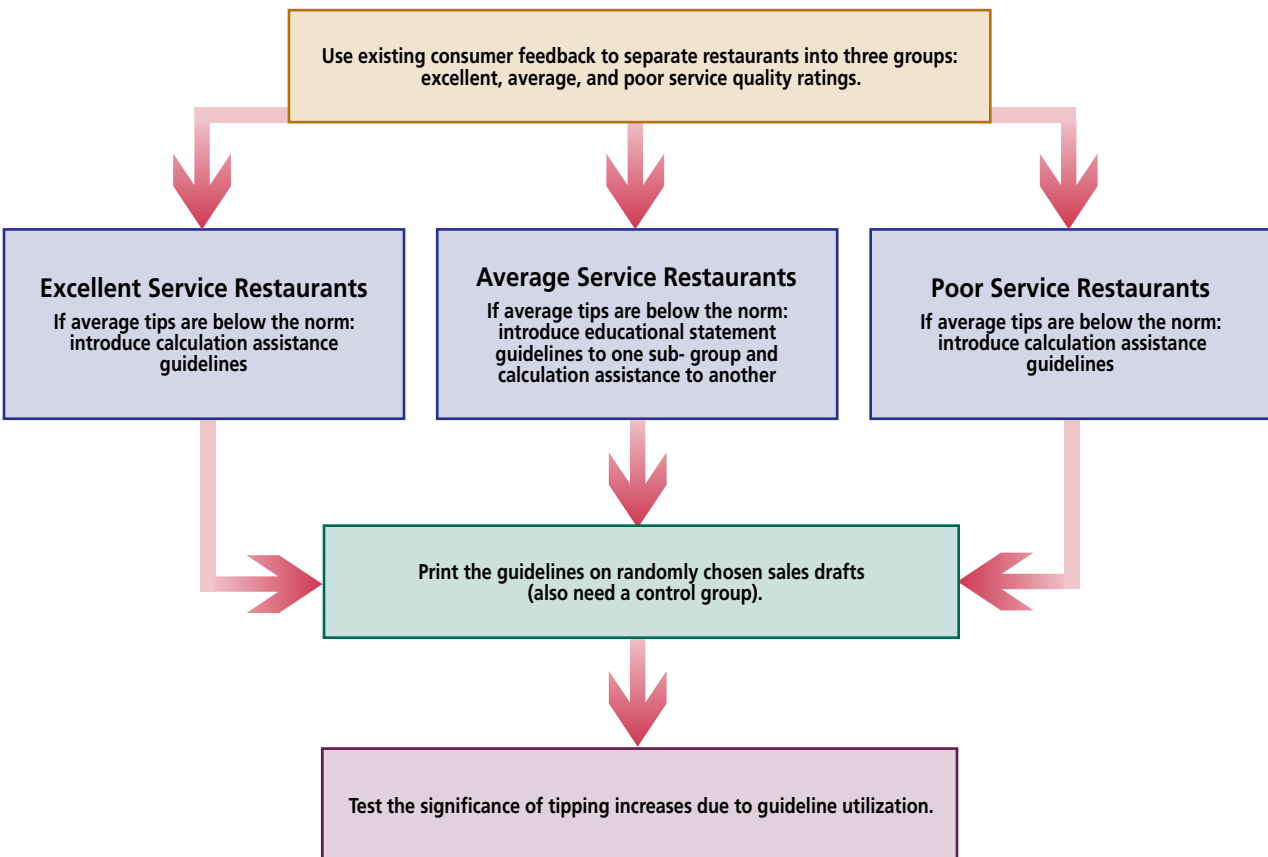 Use existing consumer feedback to separate restaurants into three groups:
excellent, average, and poor service quality ratings.
Excellent Service Restaurants
If average tips are below the norm:
introduce calculation assistance
guidelines
Average Service Restaurants
If average tips are below the norm:
introduce educational statement
guidelines to one sub- group and
calculation assistance to another
Poor Service Restaurants
If average tips are below the norm:
introduce calculation assistance
guidelines
Print the guidelines on randomly chosen sales drafts
(also need a control group).
Test the significance of tipping increases due to guideline utilization.